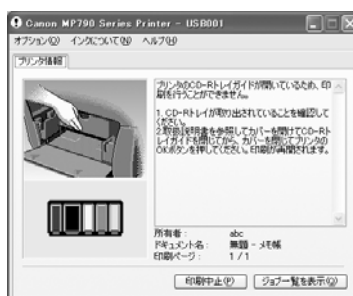 Canon MP790 Series Printer - USB001
オプション(O) インクについて(N) ヘルプ(H)
プリンタ情報
プリンタのCD-Rトレイガイドが開いているため、印
刷を行うことができません。
1.CD-Rトレイが取り出されていることを確認して
ください。
2.取扱説明書を参照してカバーを開けてCD-Rト
レイガイドを閉じてから、カバーを閉じてプリンタの
OKボタンを押してください。印刷が再開されます。
所有者： abc
ドキュメント名： 無題 - メモ帳
印刷ページ： 1 / 1
印刷中止(P) ジョブ一覧を表示(Q)